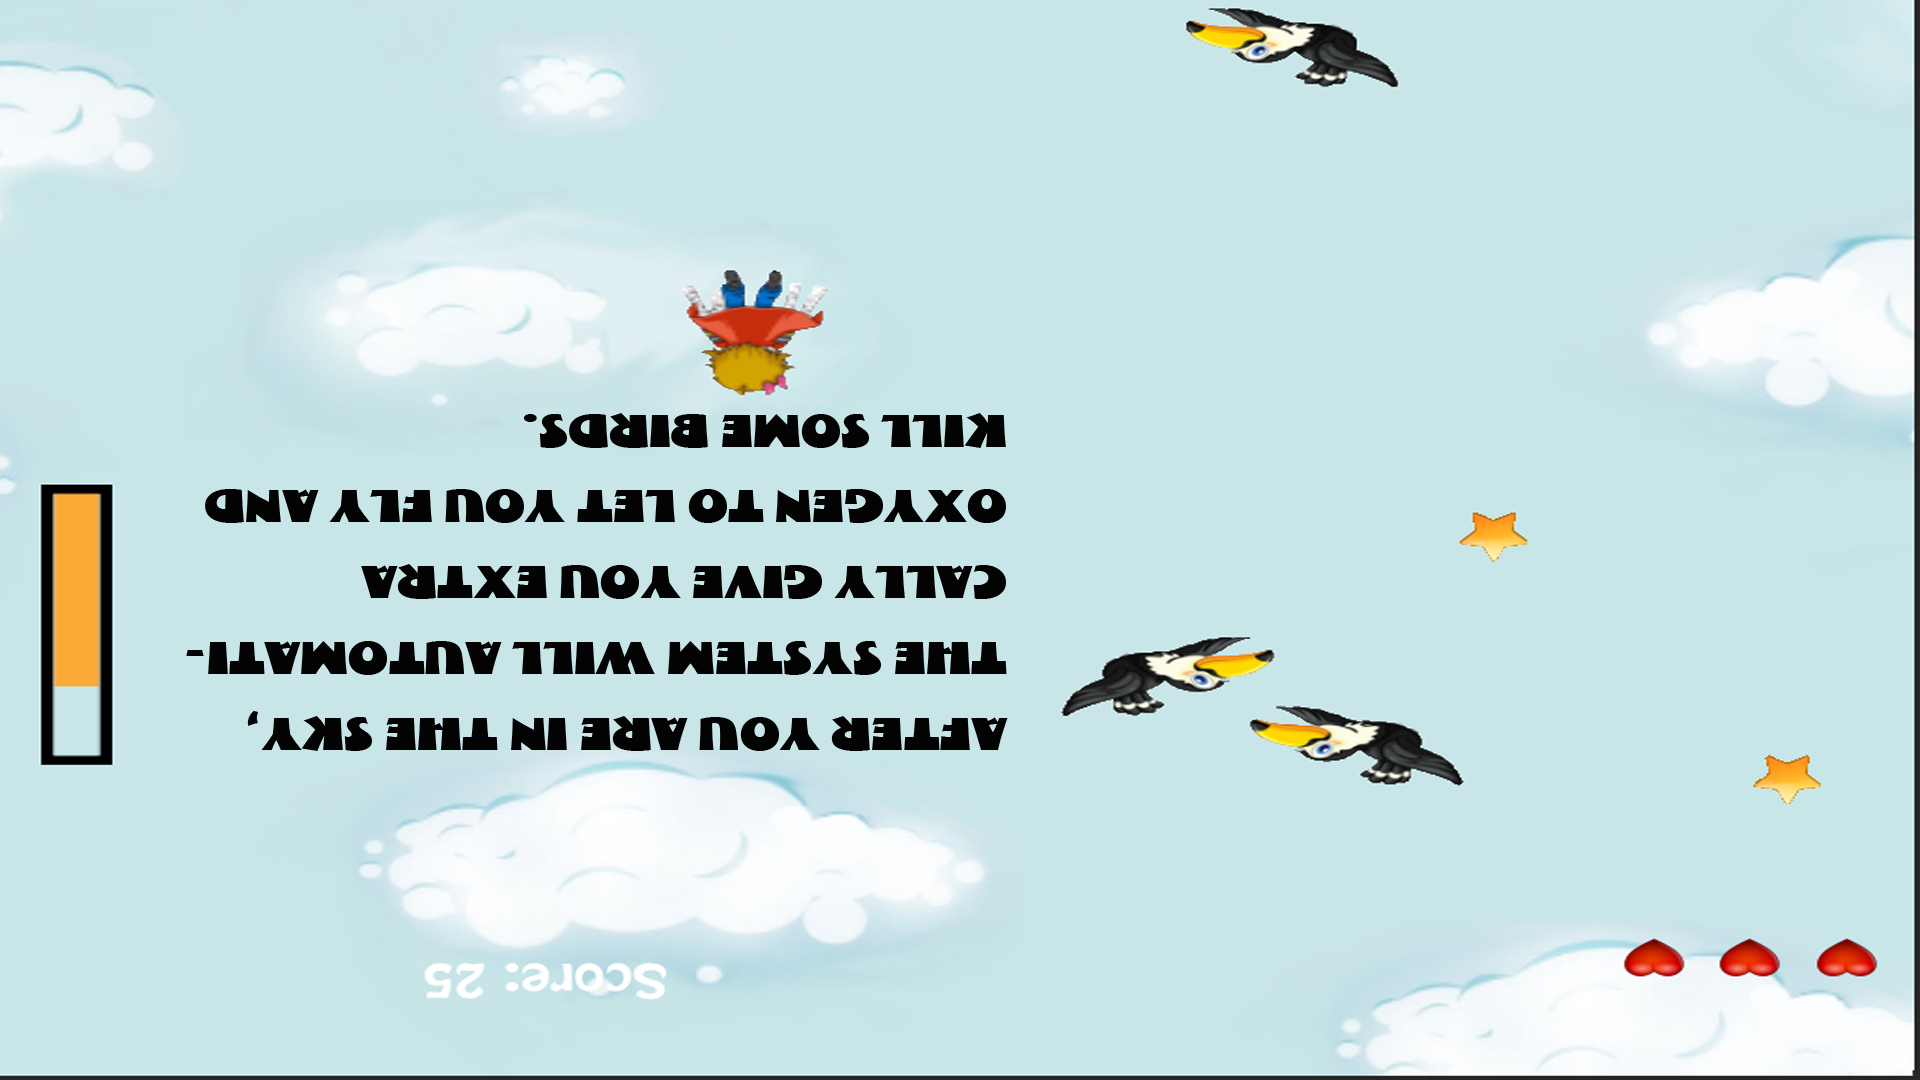 Score: 25
AFTER YOU ARE IN THE SKY,
THE SYSTEM WILL AUTOMATI-
CALLY GIVE YOU EXTRA
OXYGEN TO LET YOU FLY AND
KILL SOME BIRDS.